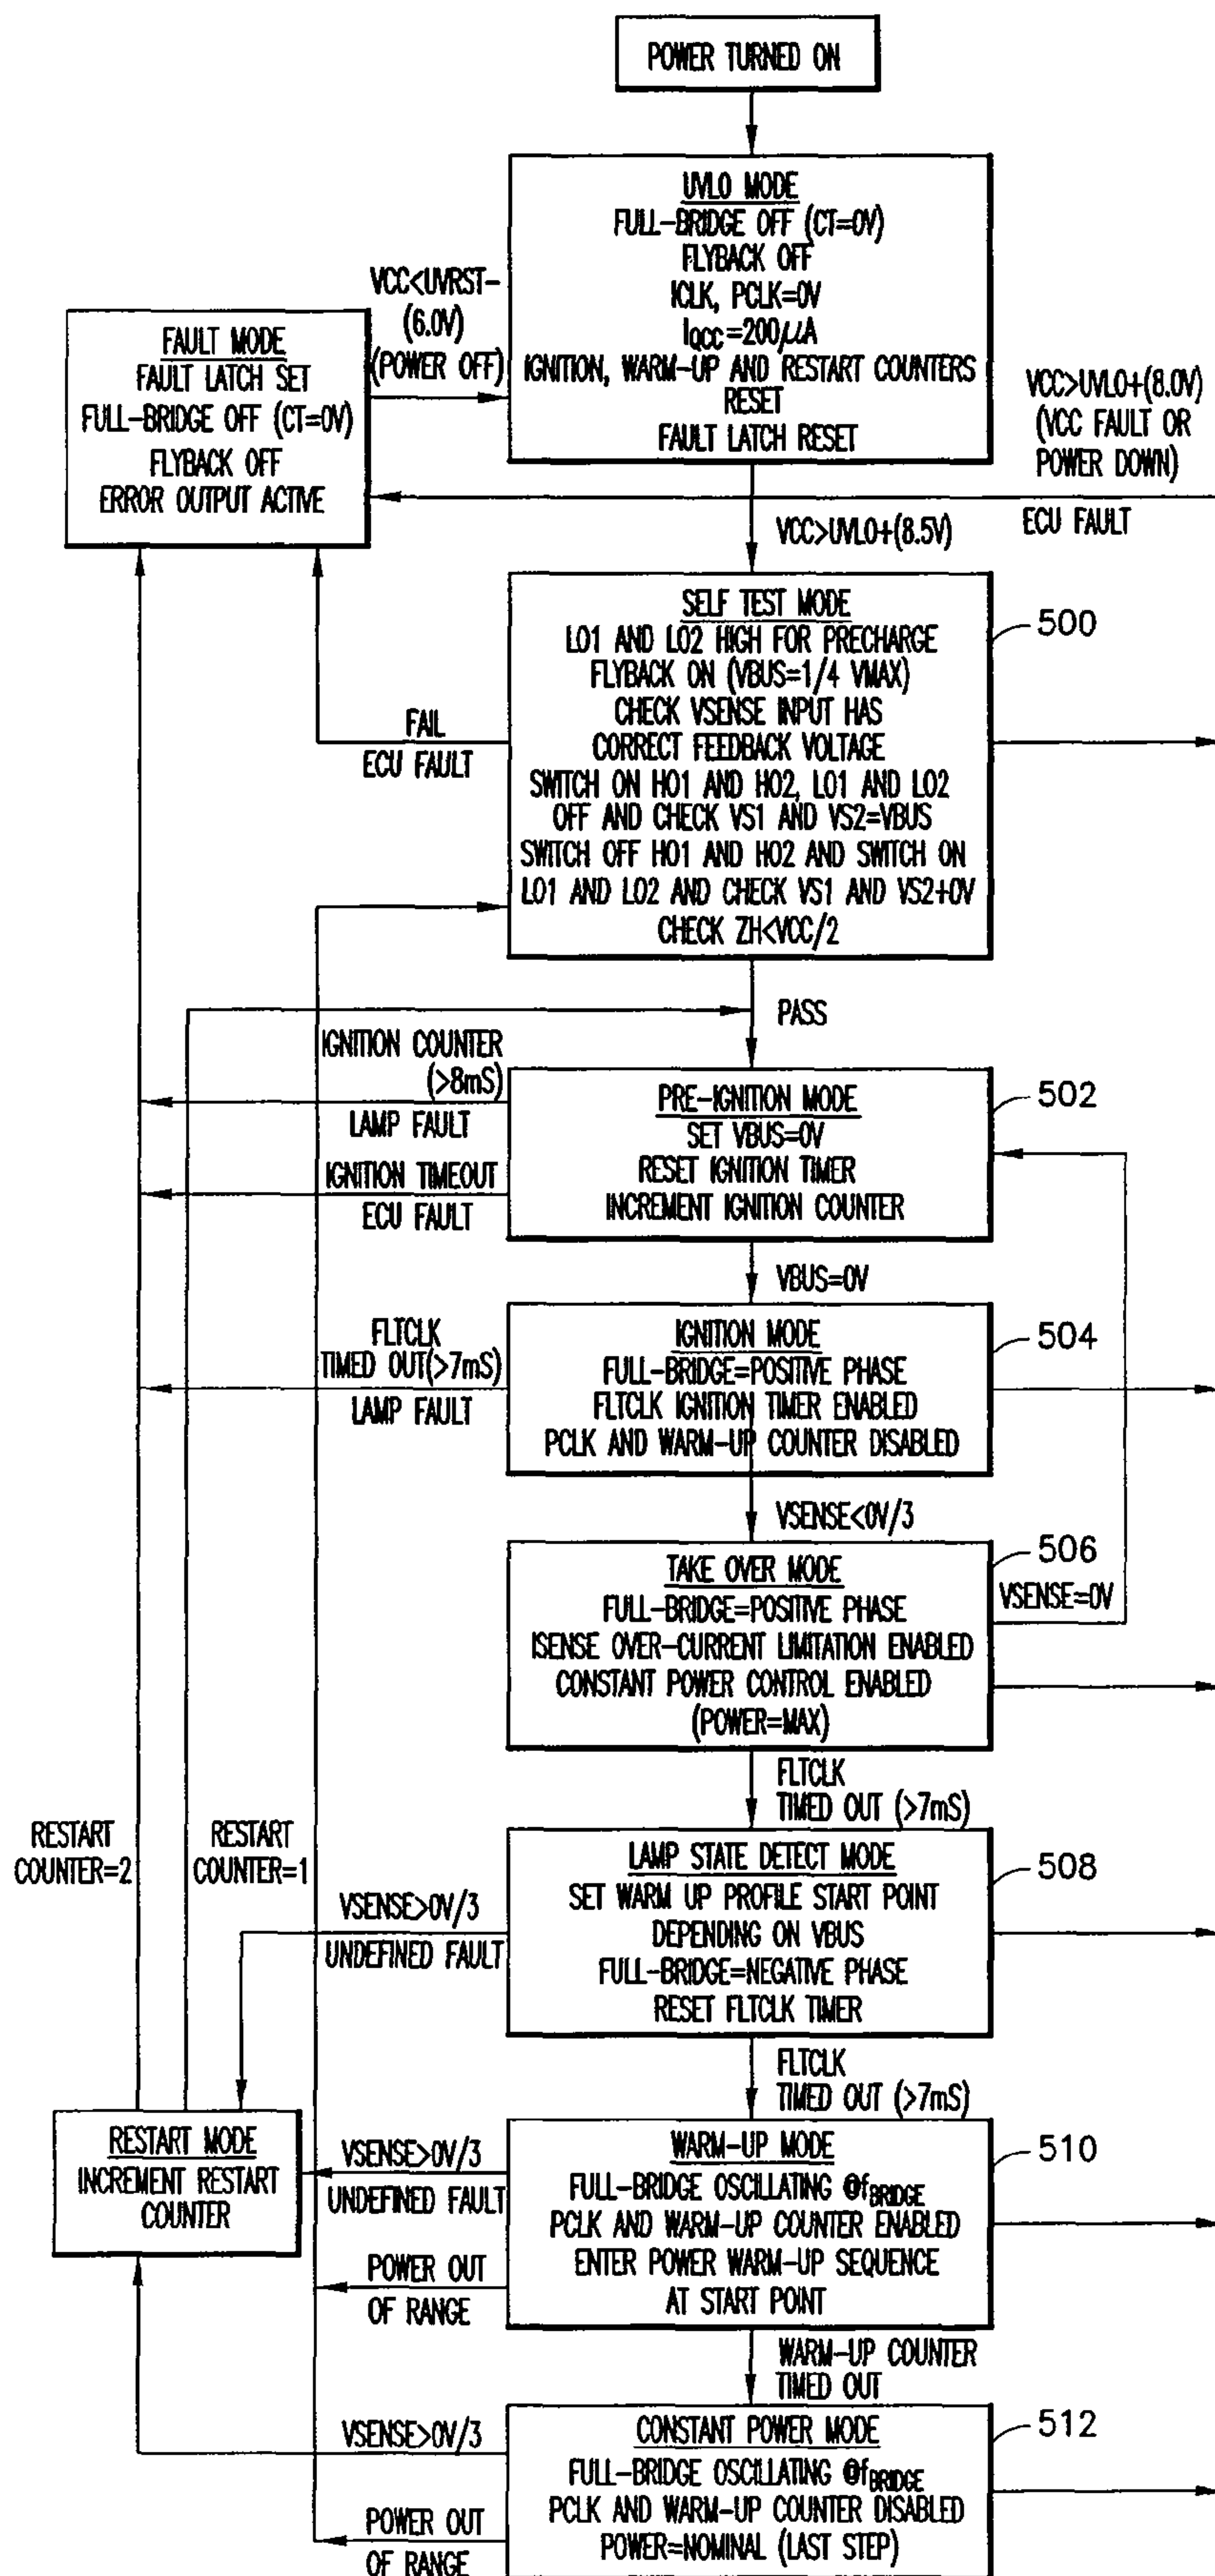 POWER TURNED ON
UVLO MODE
FULL-BRIDGE OFF (CT=0V)
FLYBACK OFF
ICLK, PCLK=0V
IQCC=200μA
IGNITION, WARM-UP AND RESTART COUNTERS
RESET
FAULT LATCH RESET
VCC<UVRST-
(6.0V)
(POWER OFF)
FAULT MODE
FAULT LATCH SET
FULL-BRIDGE OFF (CT=0V)
FLYBACK OFF
ERROR OUTPUT ACTIVE
VCC>UVLO+(8.0V)
(VCC FAULT OR
POWER DOWN)
ECU FAULT
VCC>UVLO+(8.5V)
SELF TEST MODE
LO1 AND LO2 HIGH FOR PRECHARGE
FLYBACK ON (VBUS=1/4 VMAX)
CHECK VSENSE INPUT HAS
CORRECT FEEDBACK VOLTAGE
SWITCH ON HO1 AND HO2, LO1 AND LO2
OFF AND CHECK VS1 AND VS2=VBUS
SWITCH OFF HO1 AND HO2 AND SWITCH ON
LO1 AND LO2 AND CHECK VS1 AND VS2+0V
CHECK ZH<VCC/2
500
FAIL
ECU FAULT
PASS
IGNITION COUNTER
(>8mS)
LAMP FAULT
IGNITION TIMEOUT
ECU FAULT
PRE-IGNITION MODE
SET VBUS=0V
RESET IGNITION TIMER
INCREMENT IGNITION COUNTER
502
VBUS=0V
FLTCLK
TIMED OUT(>7mS)
LAMP FAULT
IGNITION MODE
FULL-BRIDGE=POSITIVE PHASE
FLTCLK IGNITION TIMER ENABLED
PCLK AND WARM-UP COUNTER DISABLED
504
VSENSE<0V/3
TAKE OVER MODE
FULL-BRIDGE=POSITIVE PHASE
ISENSE OVER-CURRENT LIMITATION ENABLED
CONSTANT POWER CONTROL ENABLED
(POWER=MAX)
506
VSENSE=0V
FLTCLK
TIMED OUT (>7mS)
RESTART
COUNTER=2
RESTART
COUNTER=1
VSENSE>0V/3
UNDEFINED FAULT
LAMP STATE DETECT MODE
SET WARM UP PROFILE START POINT
DEPENDING ON VBUS
FULL-BRIDGE=NEGATIVE PHASE
RESET FLTCLK TIMER
508
FLTCLK
TIMED OUT (>7mS)
RESTART MODE
INCREMENT RESTART
COUNTER
VSENSE>0V/3
UNDEFINED FAULT
POWER OUT
OF RANGE
WARM-UP MODE
FULL-BRIDGE OSCILLATING @fBRIDGE
PCLK AND WARM-UP COUNTER ENABLED
ENTER POWER WARM-UP SEQUENCE
AT START POINT
510
WARM-UP COUNTER
TIMED OUT
VSENSE>0V/3
POWER OUT
OF RANGE
CONSTANT POWER MODE
FULL-BRIDGE OSCILLATING @fBRIDGE
PCLK AND WARM-UP COUNTER DISABLED
POWER=NOMINAL (LAST STEP)
512